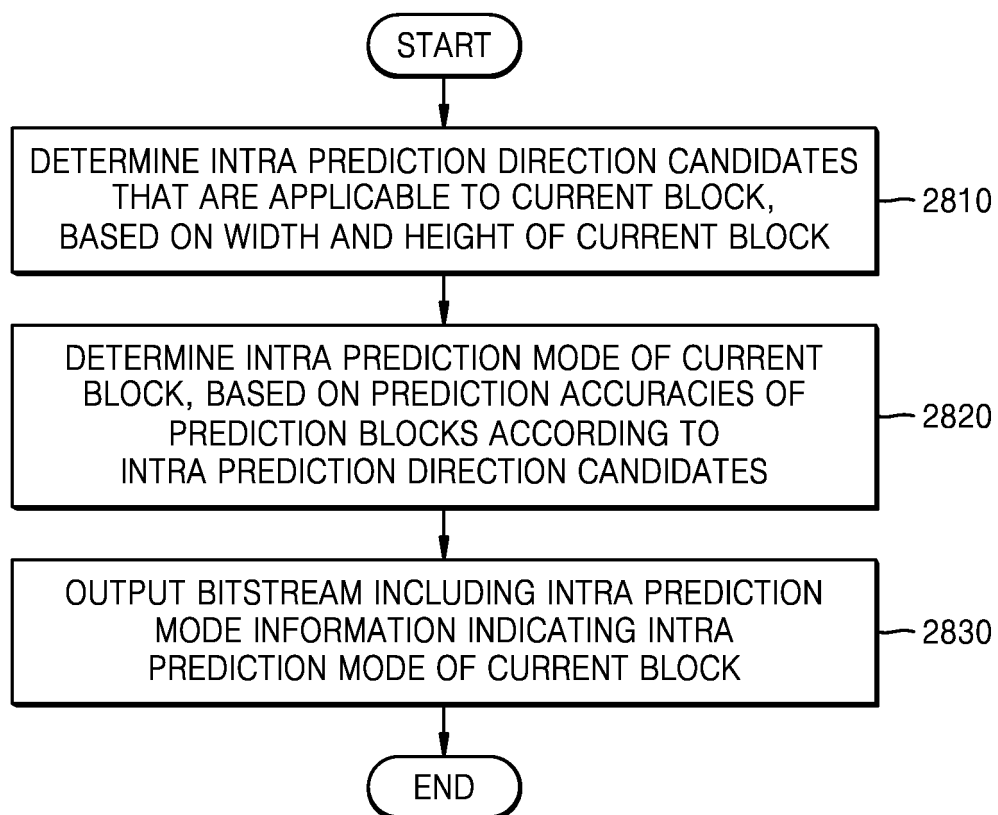 START
DETERMINE INTRA PREDICTION DIRECTION CANDIDATES
THAT ARE APPLICABLE TO CURRENT BLOCK,
BASED ON WIDTH AND HEIGHT OF CURRENT BLOCK
2810
DETERMINE INTRA PREDICTION MODE OF CURRENT
BLOCK, BASED ON PREDICTION ACCURACIES OF
PREDICTION BLOCKS ACCORDING TO
INTRA PREDICTION DIRECTION CANDIDATES
2820
OUTPUT BITSTREAM INCLUDING INTRA PREDICTION
MODE INFORMATION INDICATING INTRA
PREDICTION MODE OF CURRENT BLOCK
2830
END